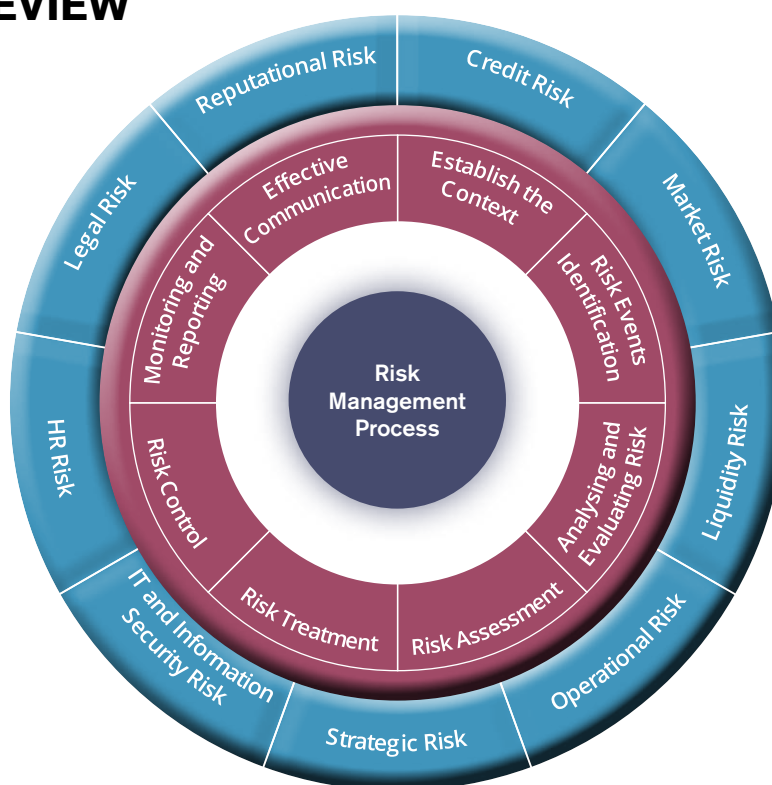 EVIEW
Reputational Risk
Credit Risk
Market Risk
Liquidity Risk
Operational Risk
Strategic Risk
IT and Information
Security Risk
HR Risk
Legal Risk
Effective
Communication
Establish the
Context
Risk Events
Identification
Analysing and
Evaluating Risk
Risk Assessment
Risk Treatment
Risk Control
Monitoring and
Reporting
Risk
Management
Process